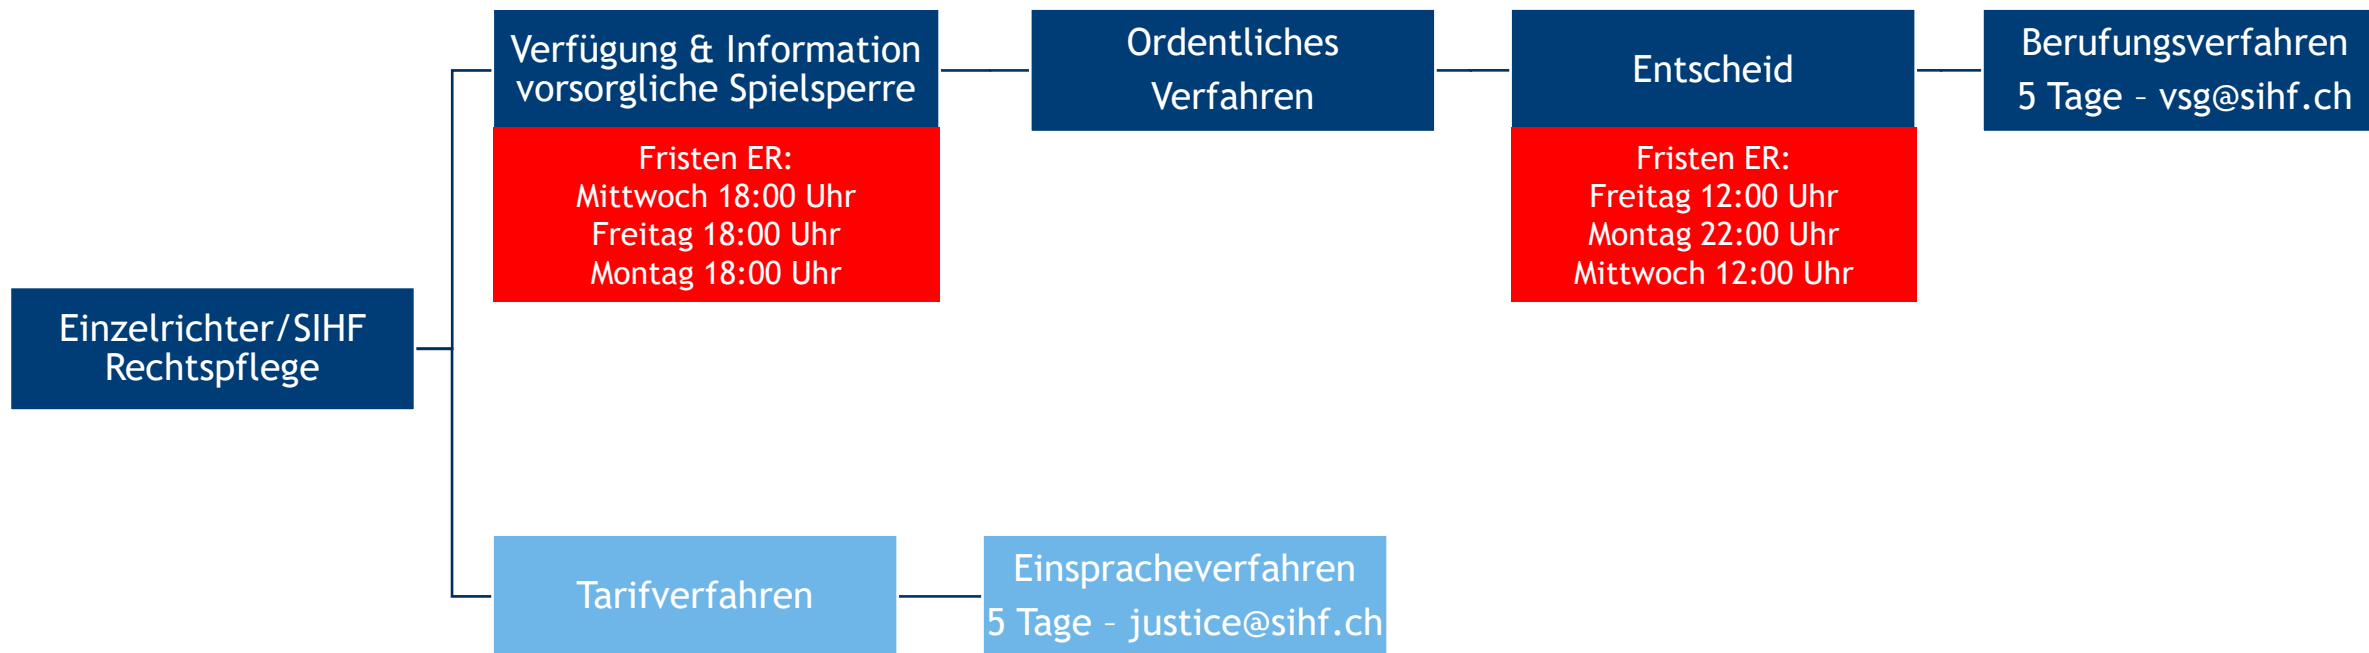 Verfügung & Information
vorsorgliche Spielsperre
Fristen ER:
Mittwoch 18:00 Uhr
Freitag 18:00 Uhr
Montag 18:00 Uhr
Ordentliches
Verfahren
Entscheid
Fristen ER:
Freitag 12:00 Uhr
Montag 22:00 Uhr
Mittwoch 12:00 Uhr
Berufungsverfahren
5 Tage – vsg@sihf.ch
Einzelrichter/SIHF
Rechtspflege
Tarifverfahren
Einspracheverfahren
5 Tage – justice@sihf.ch